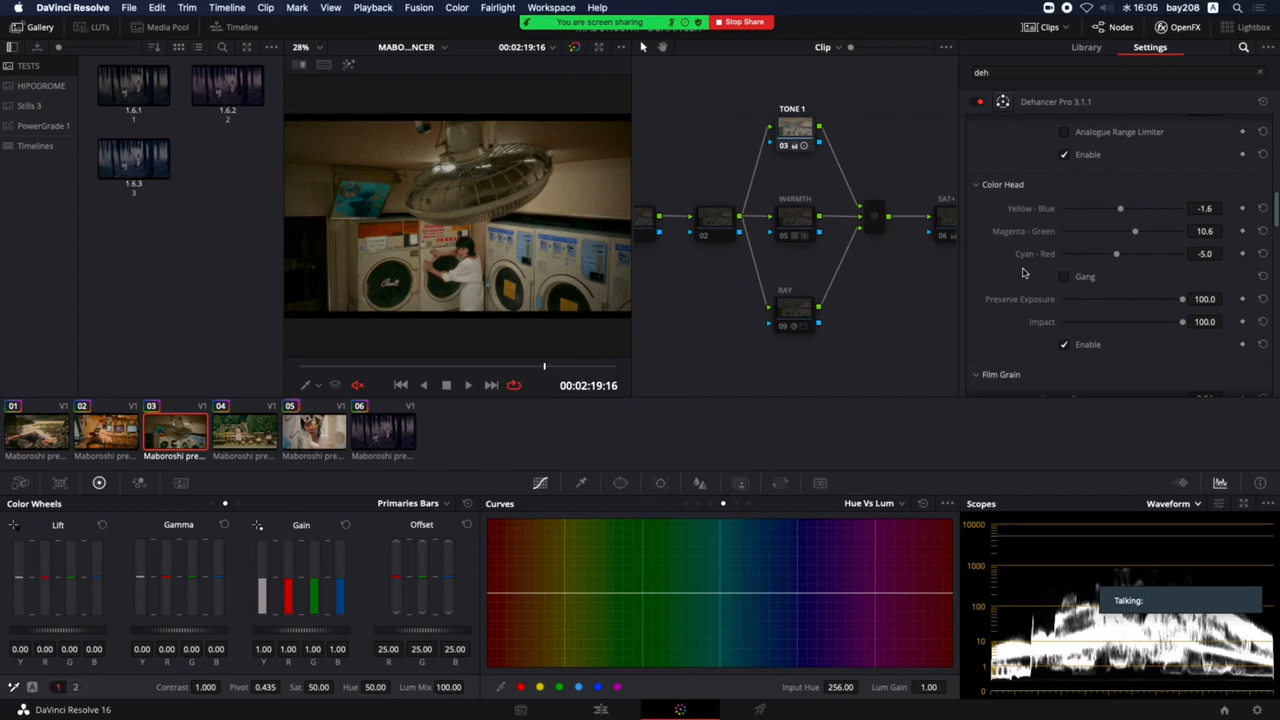 DaVinci Resolve File Edit Trim Timeline Clip Mark View Playback Fusion Color Fairlight Workspace Help 水 16:05 bay208 A
You are screen sharing Stop Share
Gallery LUTs Media Pool Timeline Clips Nodes OpenFX Lightbox
28% MABO...NCER 00:02:19:16 Clip Library Settings
TESTS
HIPODROME
Stills 3
PowerGrade 1
Timelines
1.6.1
1
1.6.2
2
1.6.3
3
TONE 1
03
02
W4RMTH
05
SAT+
06
RAY
09
00:02:19:16
deh
Dehancer Pro 3.1.1
Analogue Range Limiter
Enable
Color Head
Yellow - Blue -1.6
Magenta - Green 10.6
Cyan - Red -5.0
Gang
Preserve Exposure 100.0
Impact 100.0
Enable
Film Grain
01 V1 02 V1 03 V1 04 V1 05 V1 06 V1
Maboroshi pre... Maboroshi pre... Maboroshi pre... Maboroshi pre... Maboroshi pre... Maboroshi pre...
Color Wheels Primaries Bars
Lift Gamma Gain Offset
0.00 0.00 0.00 0.00 0.00 0.00 0.00 0.00 1.00 1.00 1.00 1.00 25.00 25.00 25.00
Y R G B Y R G B Y R G B R G B
A 1 2 Contrast 1.000 Pivot 0.435 Sat 50.00 Hue 50.00 Lum Mix 100.00
Curves Hue Vs Lum
Input Hue 256.00 Lum Gain 1.00
Scopes Waveform
10000
1000
100
10
1
0
Talking:
DaVinci Resolve 16